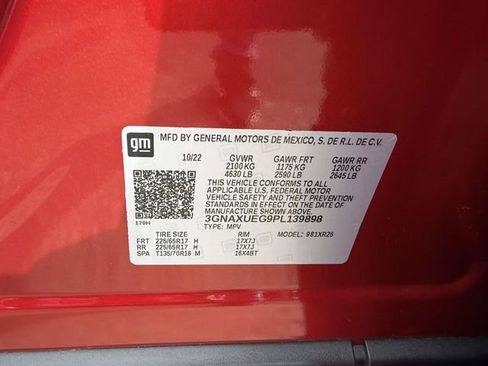 gm
MFD BY GENERAL MOTORS DE MEXICO, S. DE R.L. DE C.V.
10/22 GVWR GAWR FRT GAWR RR
2100 KG 1175 KG 1200 KG
4630 LB 2590 LB 2645 LB
THIS VEHICLE CONFORMS TO ALL
APPLICABLE U.S. FEDERAL MOTOR
VEHICLE SAFETY AND THEFT PREVENTION
STANDARDS IN EFFECT ON THE DATE OF
MANUFACTURE SHOWN ABOVE.
170H 3GNAXUEG9PL139898
TYPE: MPV
TIRE SIZE RIM MODEL: 981XR26
FRT 225/65R17 H 17X7J
RR 225/65R17 H 17X7J
SPA T135/70R16 M 16X4BT